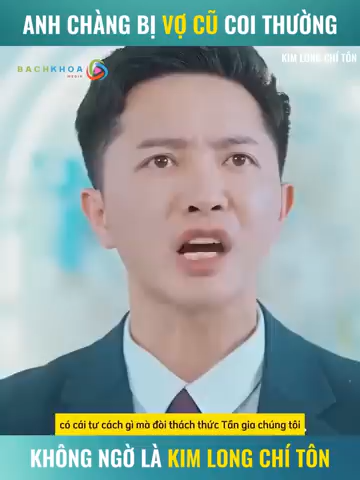 ANH CHÀNG BỊ VỢ CŨ COI THƯỜNG
BACHKHOA
MEDIA
KIM LONG CHÍ TÔN
có cái tư cách gì mà đòi thách thức Tần gia chúng tôi
KHÔNG NGỜ LÀ KIM LONG CHÍ TÔN